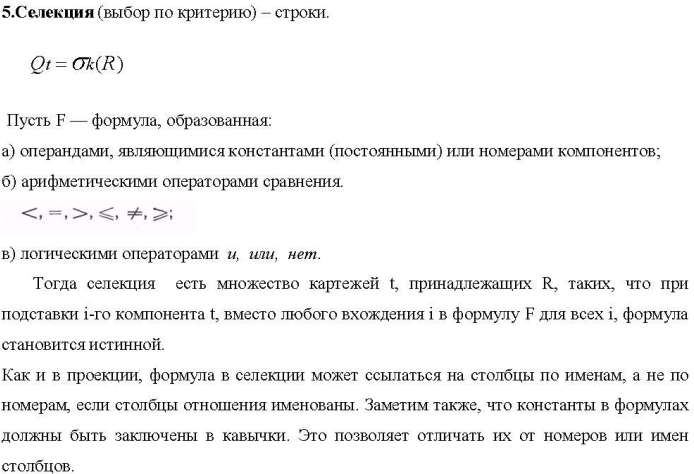 5.Селекция (выбор по критерию) – строки.
Qt = σk(R)
Пусть F — формула, образованная:
а) операндами, являющимися константами (постоянными) или номерами компонентов;
б) арифметическими операторами сравнения.
<, =, >, ⩽, ≠, ⩾;
в) логическими операторами и, или, нет.
Тогда селекция есть множество картежей t, принадлежащих R, таких, что при
подставки i-го компонента t, вместо любого вхождения i в формулу F для всех i, формула
становится истинной.
Как и в проекции, формула в селекции может ссылаться на столбцы по именам, а не по
номерам, если столбцы отношения именованы. Заметим также, что константы в формулах
должны быть заключены в кавычки. Это позволяет отличать их от номеров или имен
столбцов.